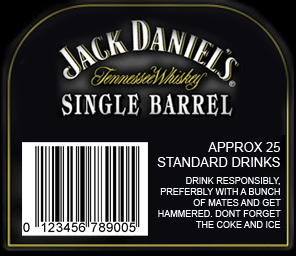 JACK DANIEL'S
Tennessee Whiskey
SINGLE BARREL
APPROX 25
STANDARD DRINKS
DRINK RESPONSIBLY,
PREFERBLY WITH A BUNCH
OF MATES AND GET
HAMMERED. DONT FORGET
THE COKE AND ICE
0 123456 789005